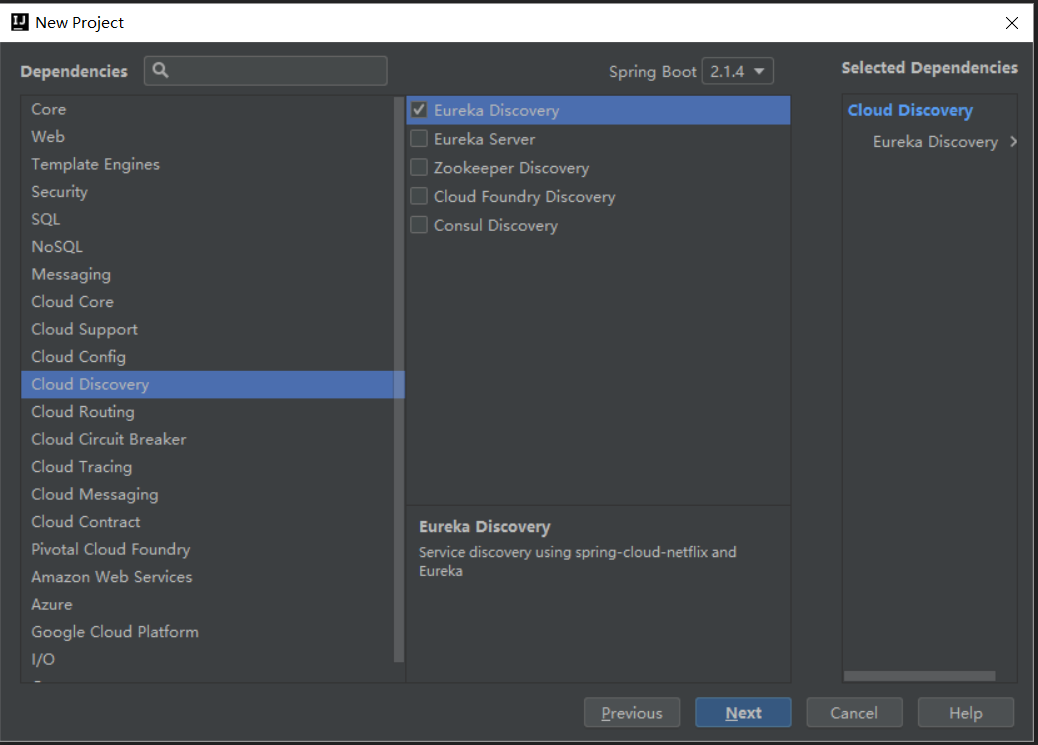 New Project
Dependencies
Spring Boot 2.1.4
Selected Dependencies
Core
Web
Template Engines
Security
SQL
NoSQL
Messaging
Cloud Core
Cloud Support
Cloud Config
Cloud Discovery
Cloud Routing
Cloud Circuit Breaker
Cloud Tracing
Cloud Messaging
Cloud Contract
Pivotal Cloud Foundry
Amazon Web Services
Azure
Google Cloud Platform
I/O
Eureka Discovery
Eureka Server
Zookeeper Discovery
Cloud Foundry Discovery
Consul Discovery
Eureka Discovery
Service discovery using spring-cloud-netflix and
Eureka
Cloud Discovery
Eureka Discovery
Previous
Next
Cancel
Help